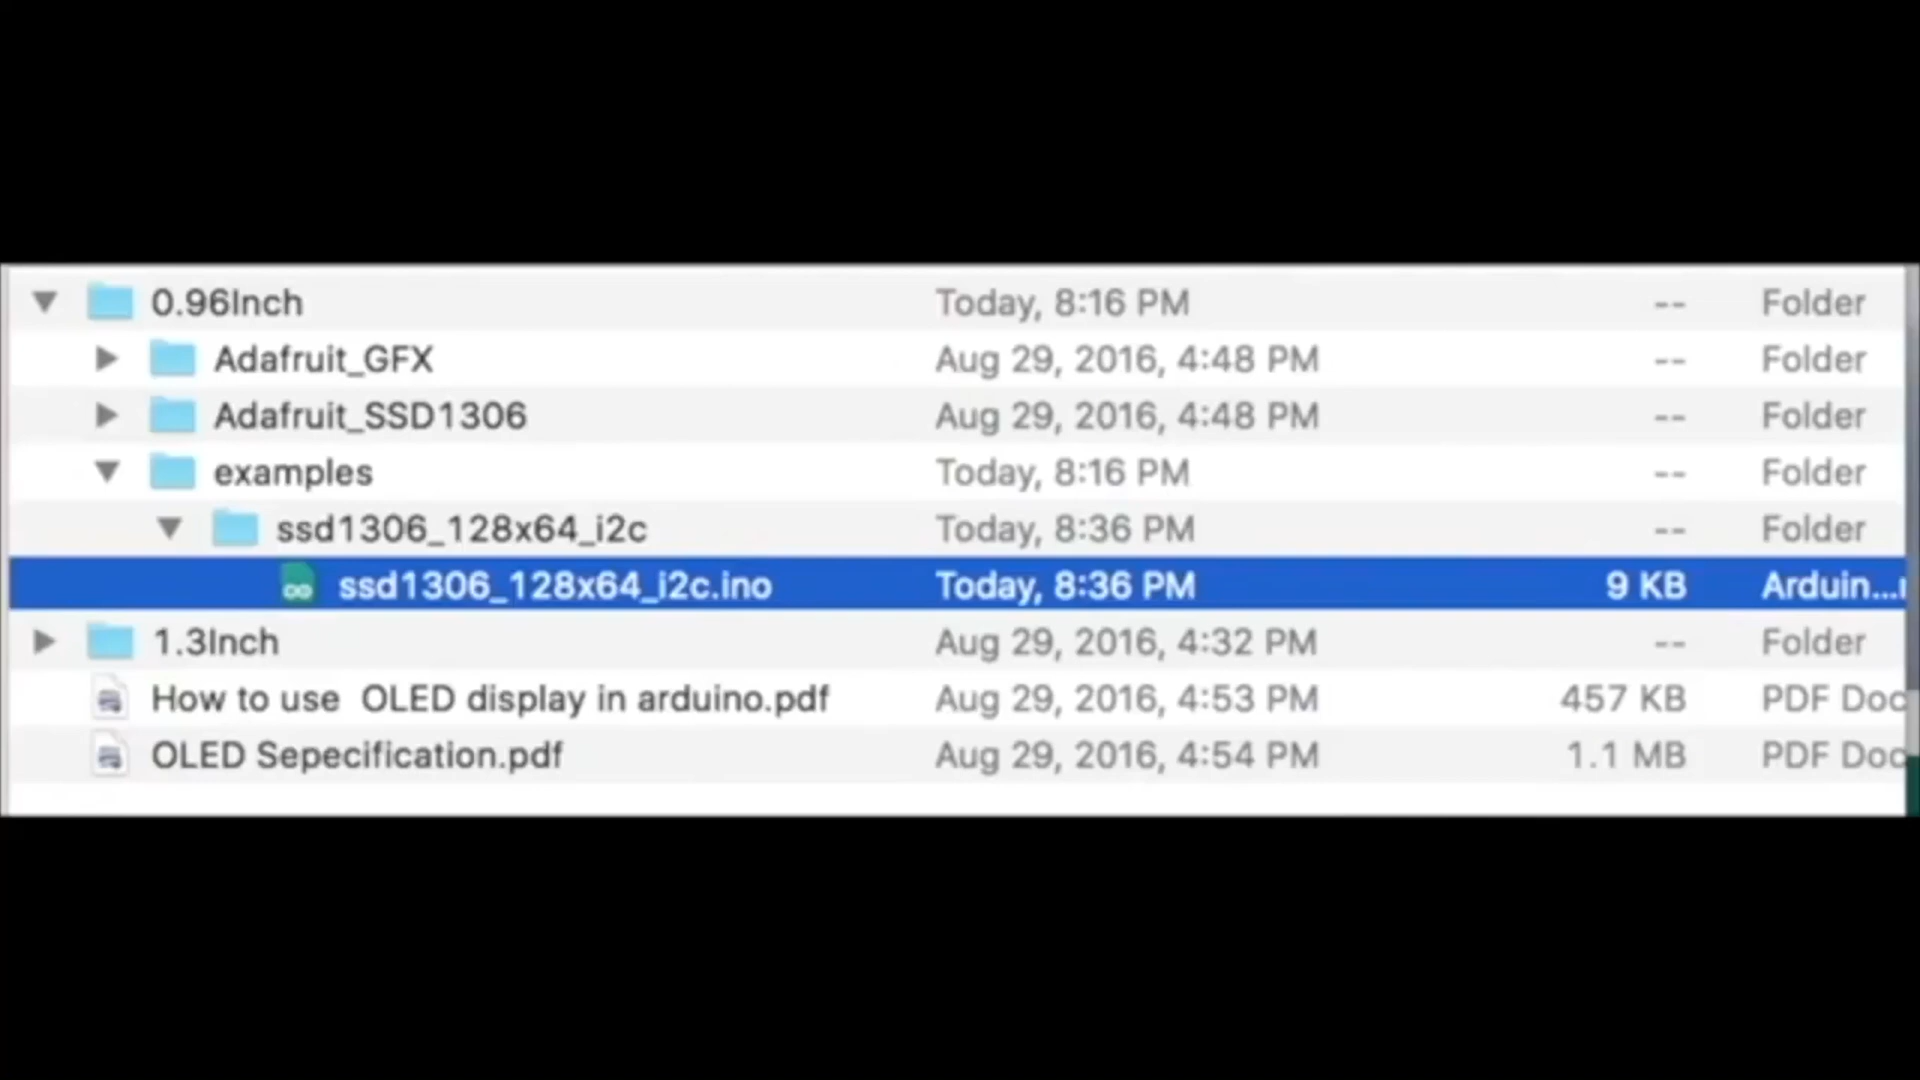 0.96Inch Today, 8:16 PM -- Folder
Adafruit_GFX Aug 29, 2016, 4:48 PM -- Folder
Adafruit_SSD1306 Aug 29, 2016, 4:48 PM -- Folder
examples Today, 8:16 PM -- Folder
ssd1306_128x64_i2c Today, 8:36 PM -- Folder
ssd1306_128x64_i2c.ino Today, 8:36 PM 9 KB Arduin...
1.3Inch Aug 29, 2016, 4:32 PM -- Folder
How to use  OLED display in arduino.pdf Aug 29, 2016, 4:53 PM 457 KB PDF Doc
OLED Sepecification.pdf Aug 29, 2016, 4:54 PM 1.1 MB PDF Doc